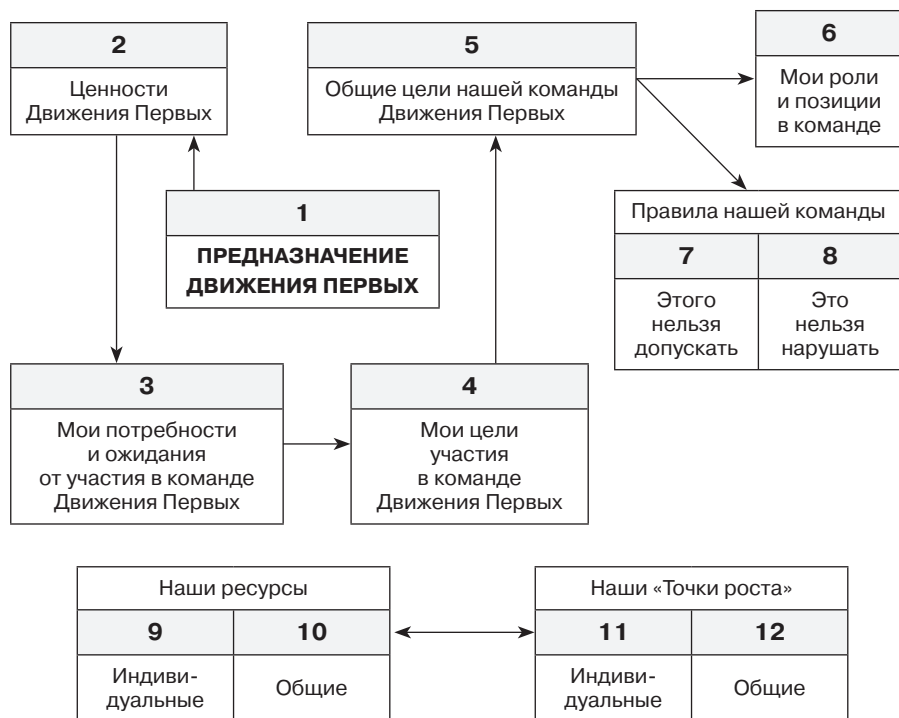 2
Ценности
Движения Первых
5
Общие цели нашей команды
Движения Первых
6
Мои роли
и позиции
в команде
1
ПРЕДНАЗНАЧЕНИЕ
ДВИЖЕНИЯ ПЕРВЫХ
Правила нашей команды
7
Этого
нельзя
допускать
8
Это
нельзя
нарушать
3
Мои потребности
и ожидания
от участия в команде
Движения Первых
4
Мои цели
участия
в команде
Движения Первых
Наши ресурсы
9
Индиви-
дуальные
10
Общие
Наши «Точки роста»
11
Индиви-
дуальные
12
Общие